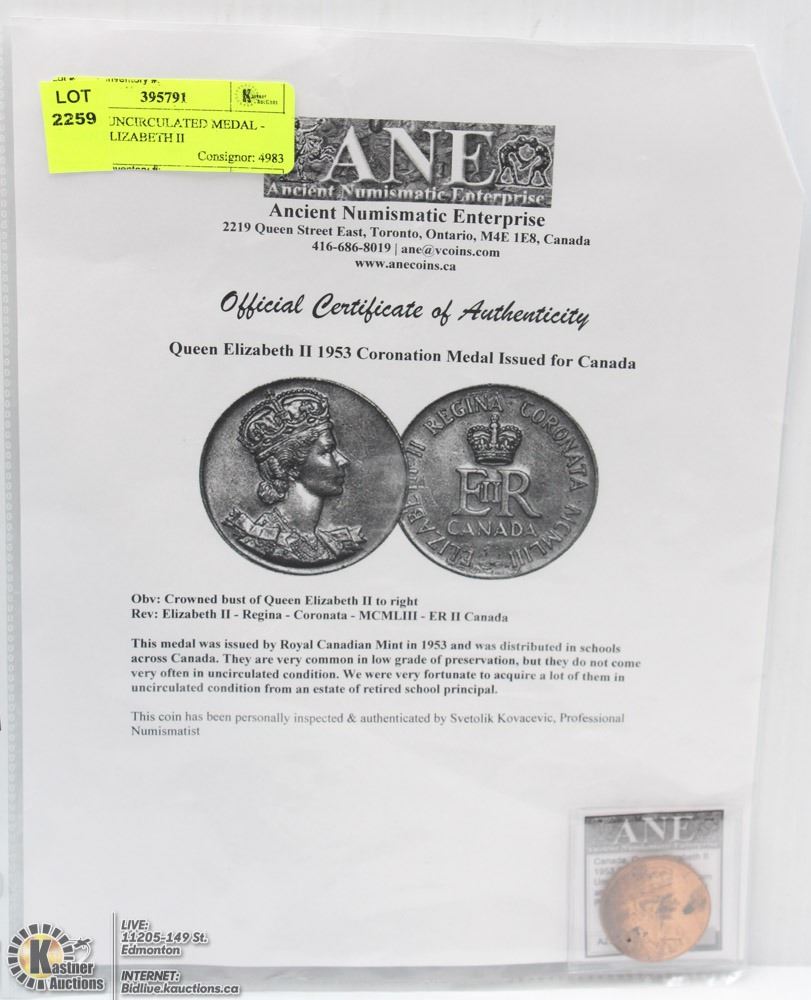 LOT
2259
395791
UNCIRCULATED MEDAL -
LIZABETH II
Consignor: 4983
ANE
Ancient Numismatic Enterprise
Ancient Numismatic Enterprise
2219 Queen Street East, Toronto, Ontario, M4E 1E8, Canada
416-686-8019 | ane@vcoins.com
www.anecoins.ca
Official Certificate of Authenticity
Queen Elizabeth II 1953 Coronation Medal Issued for Canada
ELIZABETH II REGINA CORONATA MCMLIII
EIIR
CANADA
Obv: Crowned bust of Queen Elizabeth II to right
Rev: Elizabeth II - Regina - Coronata - MCMLIII - ER II Canada
This medal was issued by Royal Canadian Mint in 1953 and was distributed in schools
across Canada. They are very common in low grade of preservation, but they do not come
very often in uncirculated condition. We were very fortunate to acquire a lot of them in
uncirculated condition from an estate of retired school principal.
This coin has been personally inspected & authenticated by Svetolik Kovacevic, Professional
Numismatist
ANE
Ancient Numismatic Enterprise
Canada
1953
Kastner
Auctions
LIVE:
11205-149 St.
Edmonton
INTERNET:
Bidlive.kauctions.ca